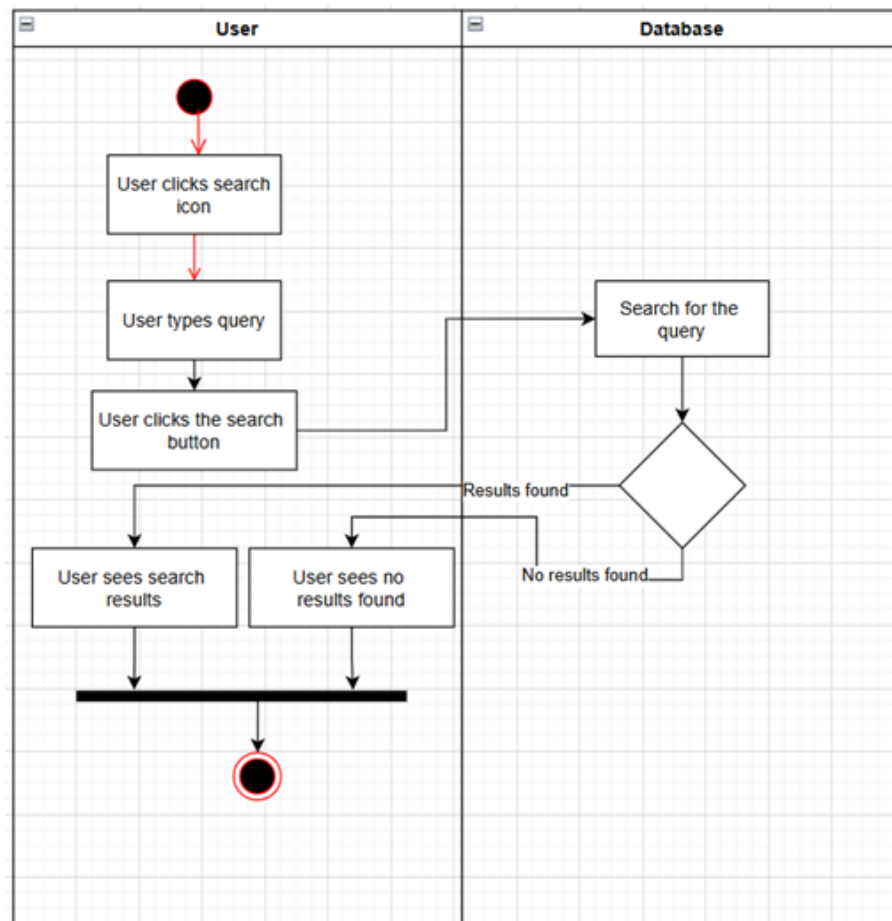 User
Database
User clicks search
icon
User types query
Search for the
query
User clicks the search
button
Results found
No results found
User sees search
results
User sees no
results found